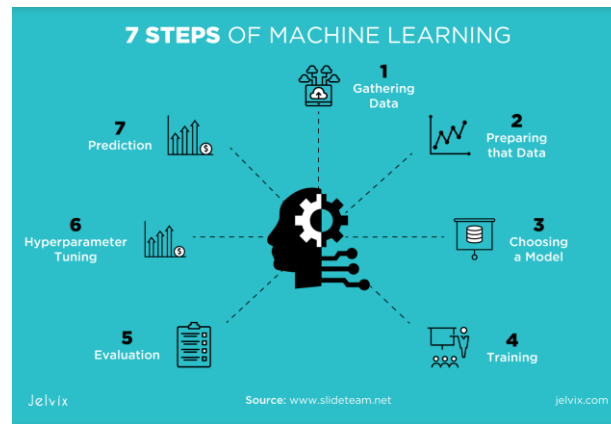 7 STEPS OF MACHINE LEARNING
1
Gathering
Data
2
Preparing
that Data
3
Choosing
a Model
4
Training
5
Evaluation
6
Hyperparameter
Tuning
7
Prediction
$
$
Jelvix
Source: www.slideteam.net
jelvix.com